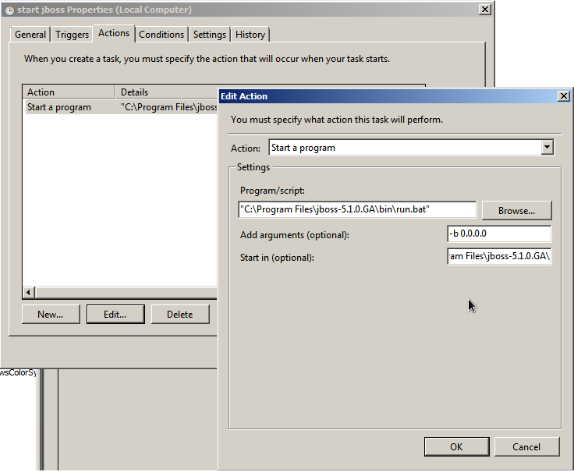 start jboss Properties (Local Computer)
General Triggers Actions Conditions Settings History
When you create a task, you must specify the action that will occur when your task starts.
Action Details
Start a program "C:\Program Files\jboss
New... Edit... Delete
wsColorSy
Edit Action
You must specify what action this task will perform.
Action: Start a program
Settings
Program/script:
"C:\Program Files\jboss-5.1.0.GA\bin\run.bat" Browse...
Add arguments (optional): -b 0.0.0.0
Start in (optional): ram Files\jboss-5.1.0.GA\
OK Cancel